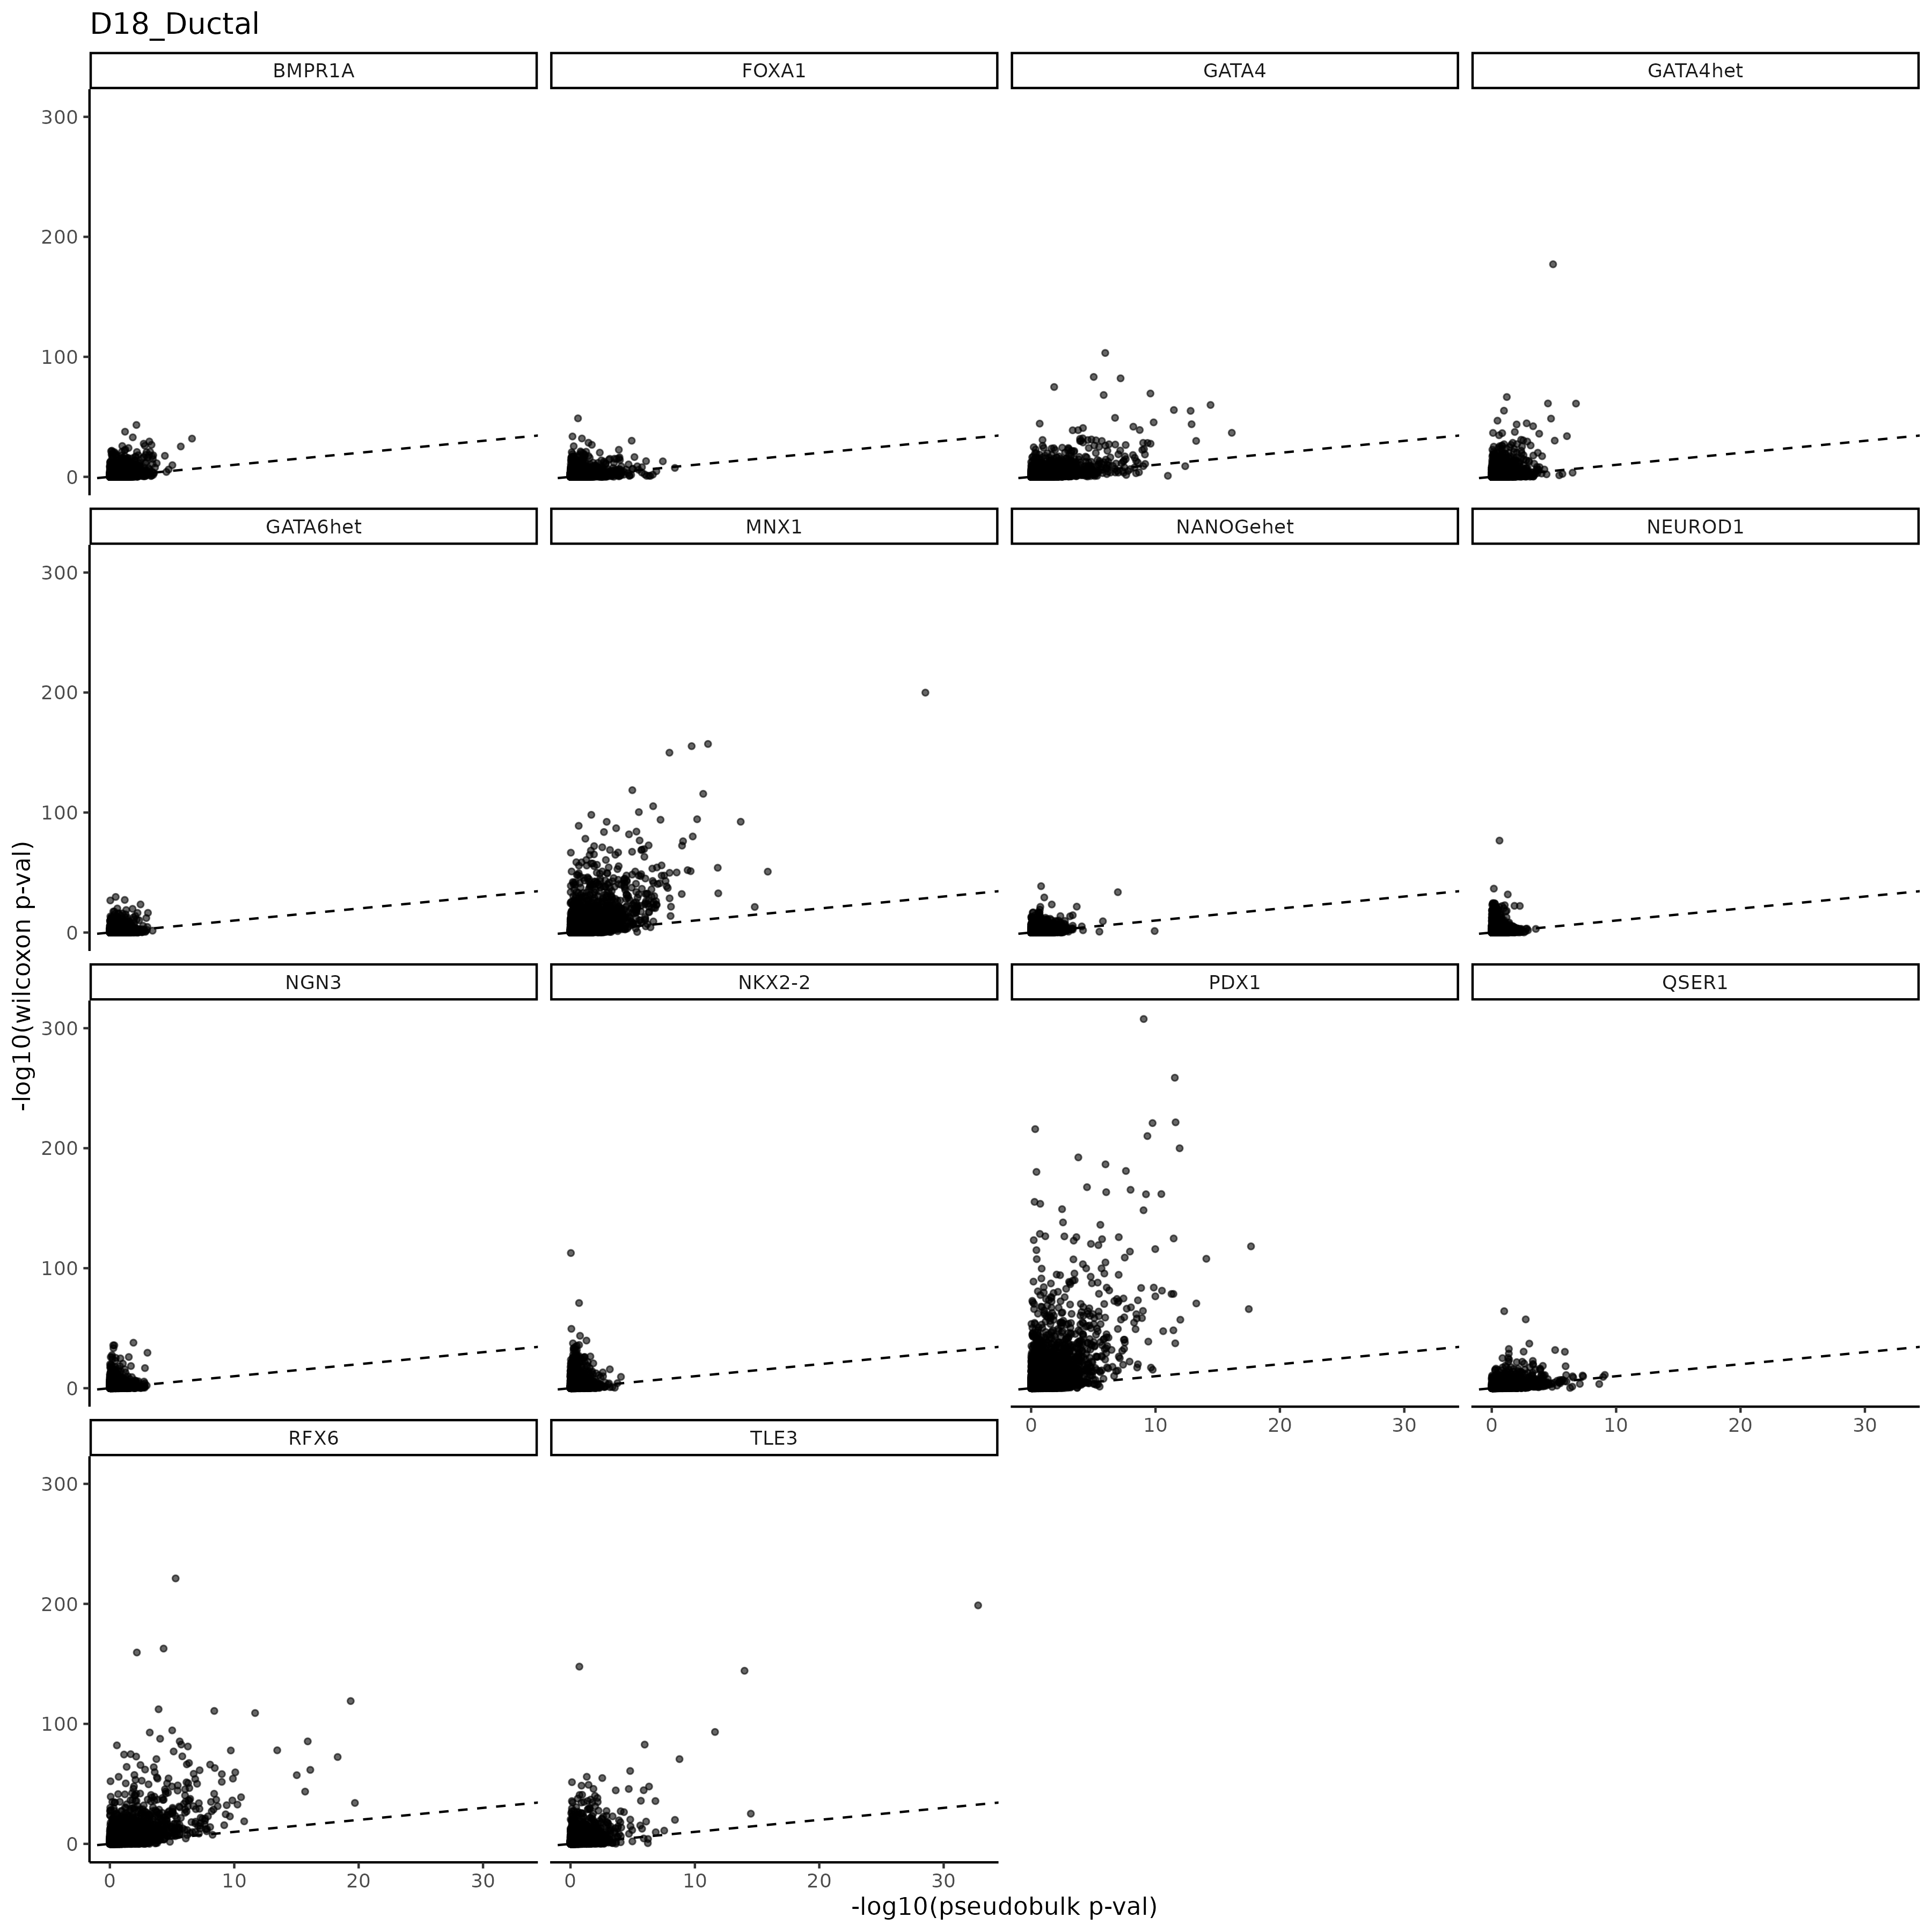 D18_Ductal
BMPR1A FOXA1 GATA4 GATA4het
300
200
100
0
GATA6het MNX1 NANOGehet NEUROD1
300
200
100
0
-log10(wilcoxon p-val)
NGN3 NKX2-2 PDX1 QSER1
300
200
100
0
0 10 20 30 0 10 20 30
RFX6 TLE3
300
200
100
0
0 10 20 30 0 10 20 30
-log10(pseudobulk p-val)